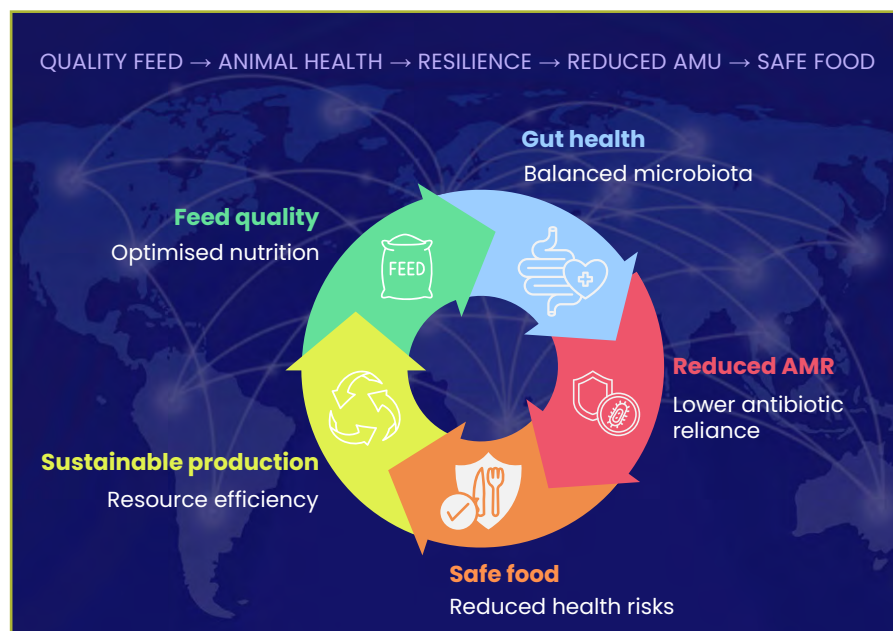 QUALITY FEED → ANIMAL HEALTH → RESILIENCE → REDUCED AMU → SAFE FOOD
Gut health
Balanced microbiota
Feed quality
Optimised nutrition
FEED
Reduced AMR
Lower antibiotic
reliance
Sustainable production
Resource efficiency
Safe food
Reduced health risks